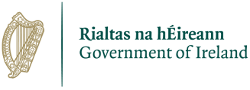 Rialtas na hÉireann
Government of Ireland